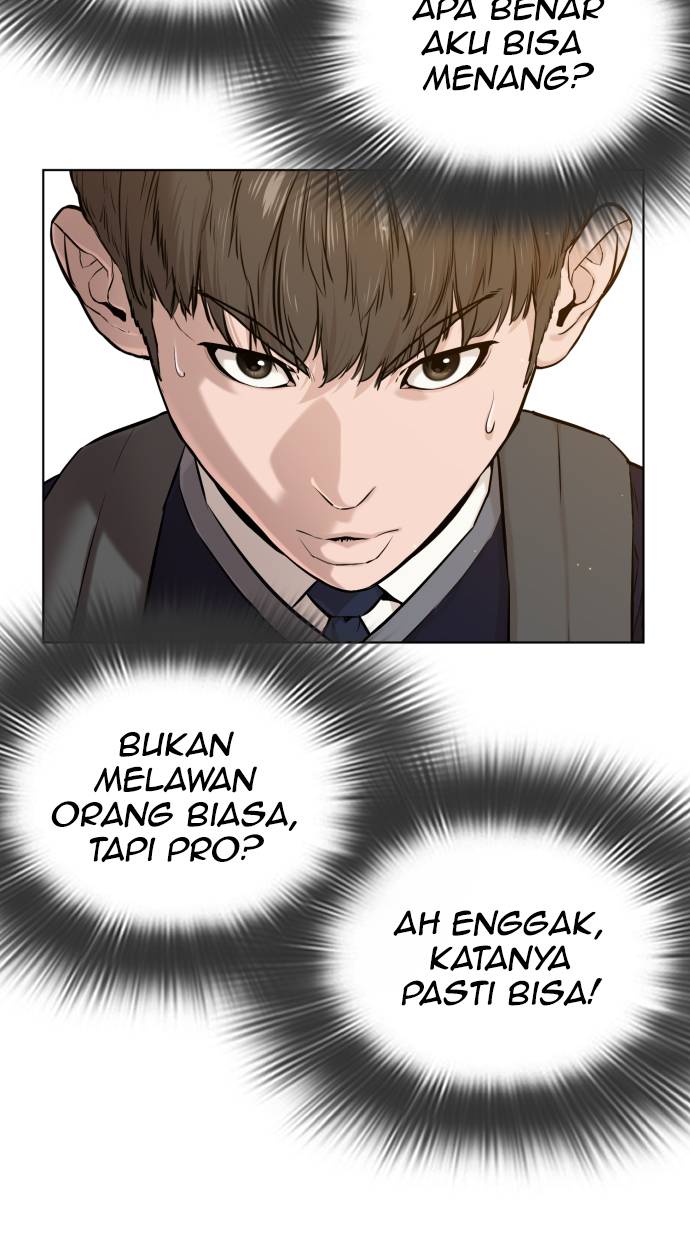 APA BENAR
AKU BISA
MENANG?
BUKAN
MELAWAN
ORANG BIASA,
TAPI PRO?
AH ENGGAK,
KATANYA
PASTI BISA!